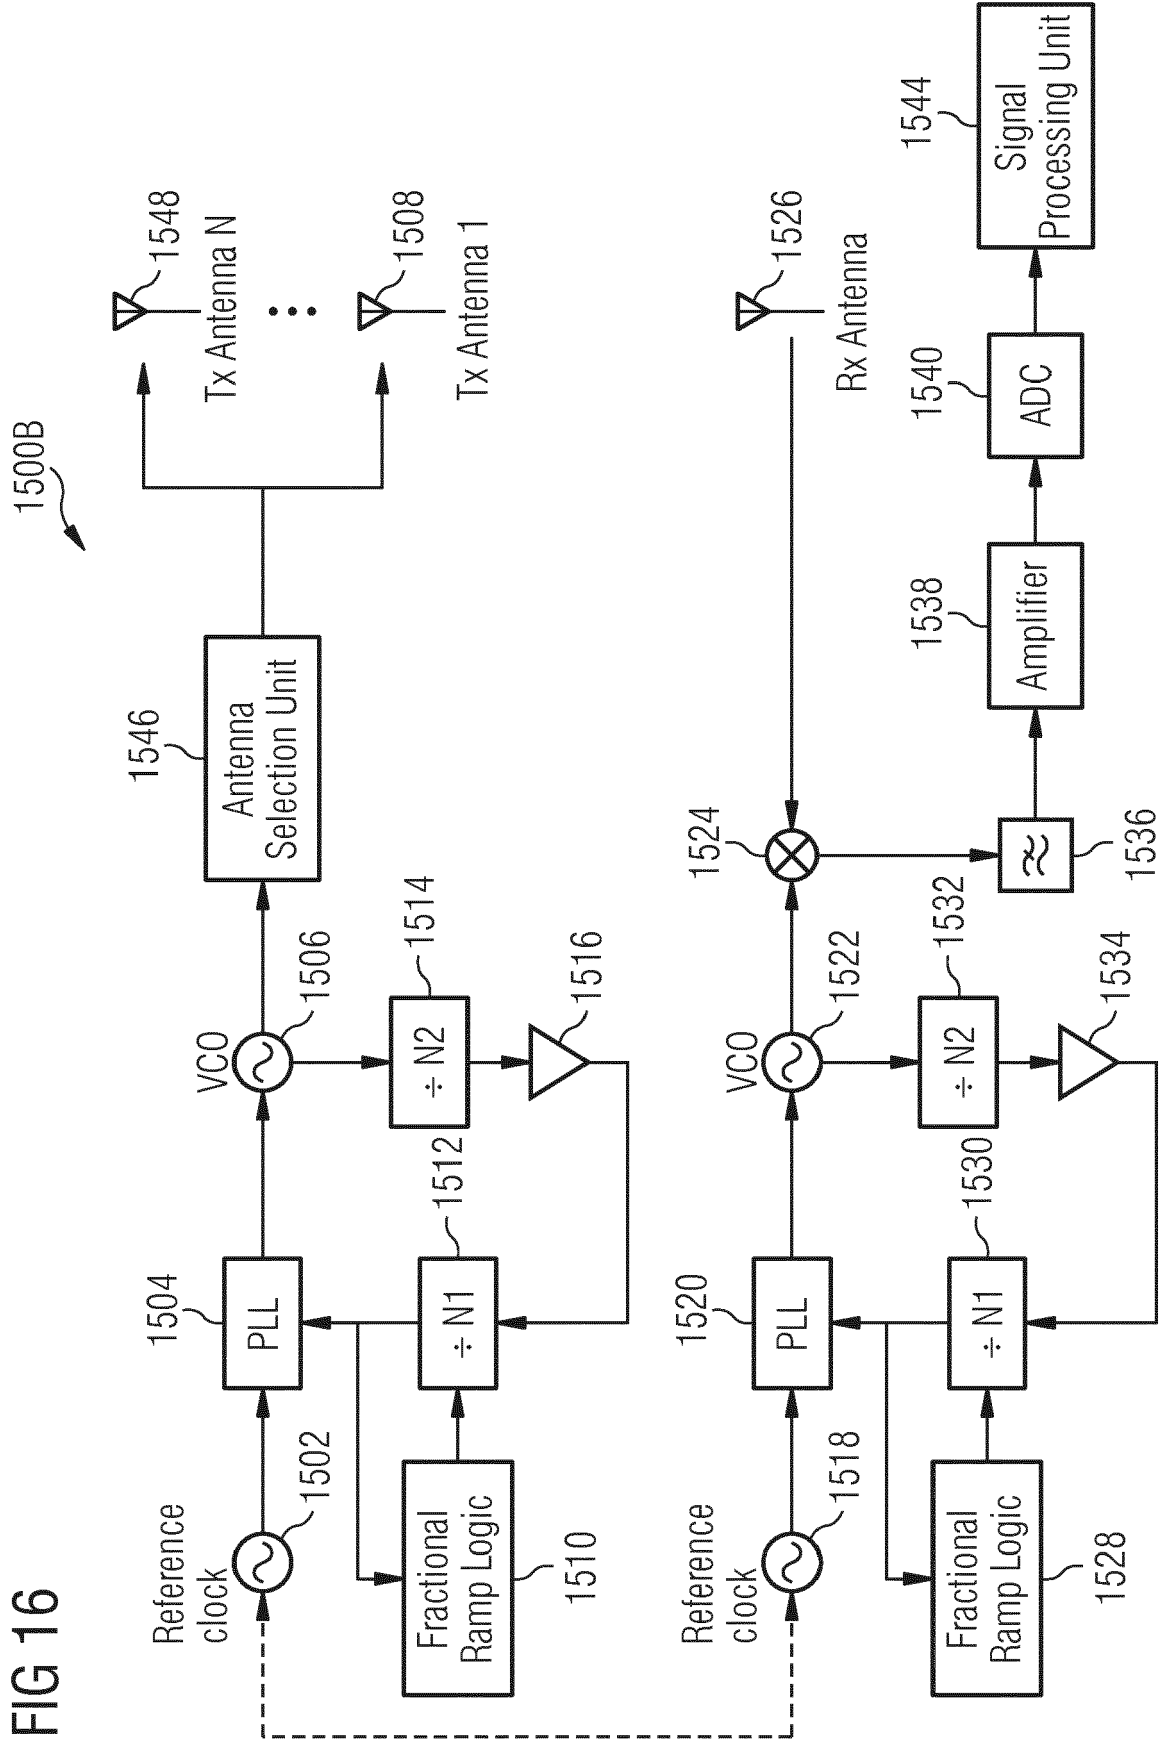 FIG 16
1500B
Reference
clock
1502
1504
PLL
VCO
1506
1546
Antenna
Selection Unit
1548
Tx Antenna N
1508
Tx Antenna 1
Fractional
Ramp Logic
1510
÷ N1
1512
÷ N2
1514
1516
Reference
clock
1518
1520
PLL
VCO
1522
1524
1526
Rx Antenna
Fractional
Ramp Logic
1528
÷ N1
1530
÷ N2
1532
1534
1536
Amplifier
1538
ADC
1540
Signal
Processing Unit
1544